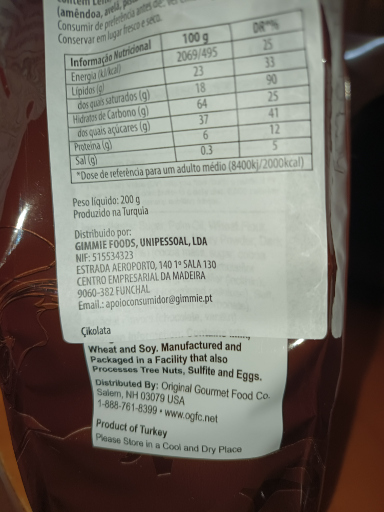 (amêndoa, avelã,
Consumir de preferência antes de:
Conservar em lugar fresco e seco.
Informação Nutricional 100 g DR*%
Energia (kJ/kcal) 2069/495 25
Lípidos (g) 23 33
dos quais saturados (g) 18 90
Hidratos de Carbono (g) 64 25
dos quais açúcares (g) 37 41
Proteína (g) 6 12
Sal (g) 0.3 5
*Dose de referência para um adulto médio (8400kj/2000kcal)
Peso líquido: 200 g
Produzido na Turquia
Distribuido por:
GIMMIE FOODS, UNIPESSOAL, LDA
NIF: 515534323
ESTRADA AEROPORTO, 140 1º SALA 130
CENTRO EMPRESARIAL DA MADEIRA
9060-382 FUNCHAL
Email.: apoioconsumidor@gimmie.pt
Çikolata
Wheat and Soy. Manufactured and
Packaged in a Facility that also
Processes Tree Nuts, Sulfite and Eggs.
Distributed By: Original Gourmet Food Co.
Salem, NH 03079 USA
1-888-761-8399 • www.ogfc.net
Product of Turkey
Please Store in a Cool and Dry Place